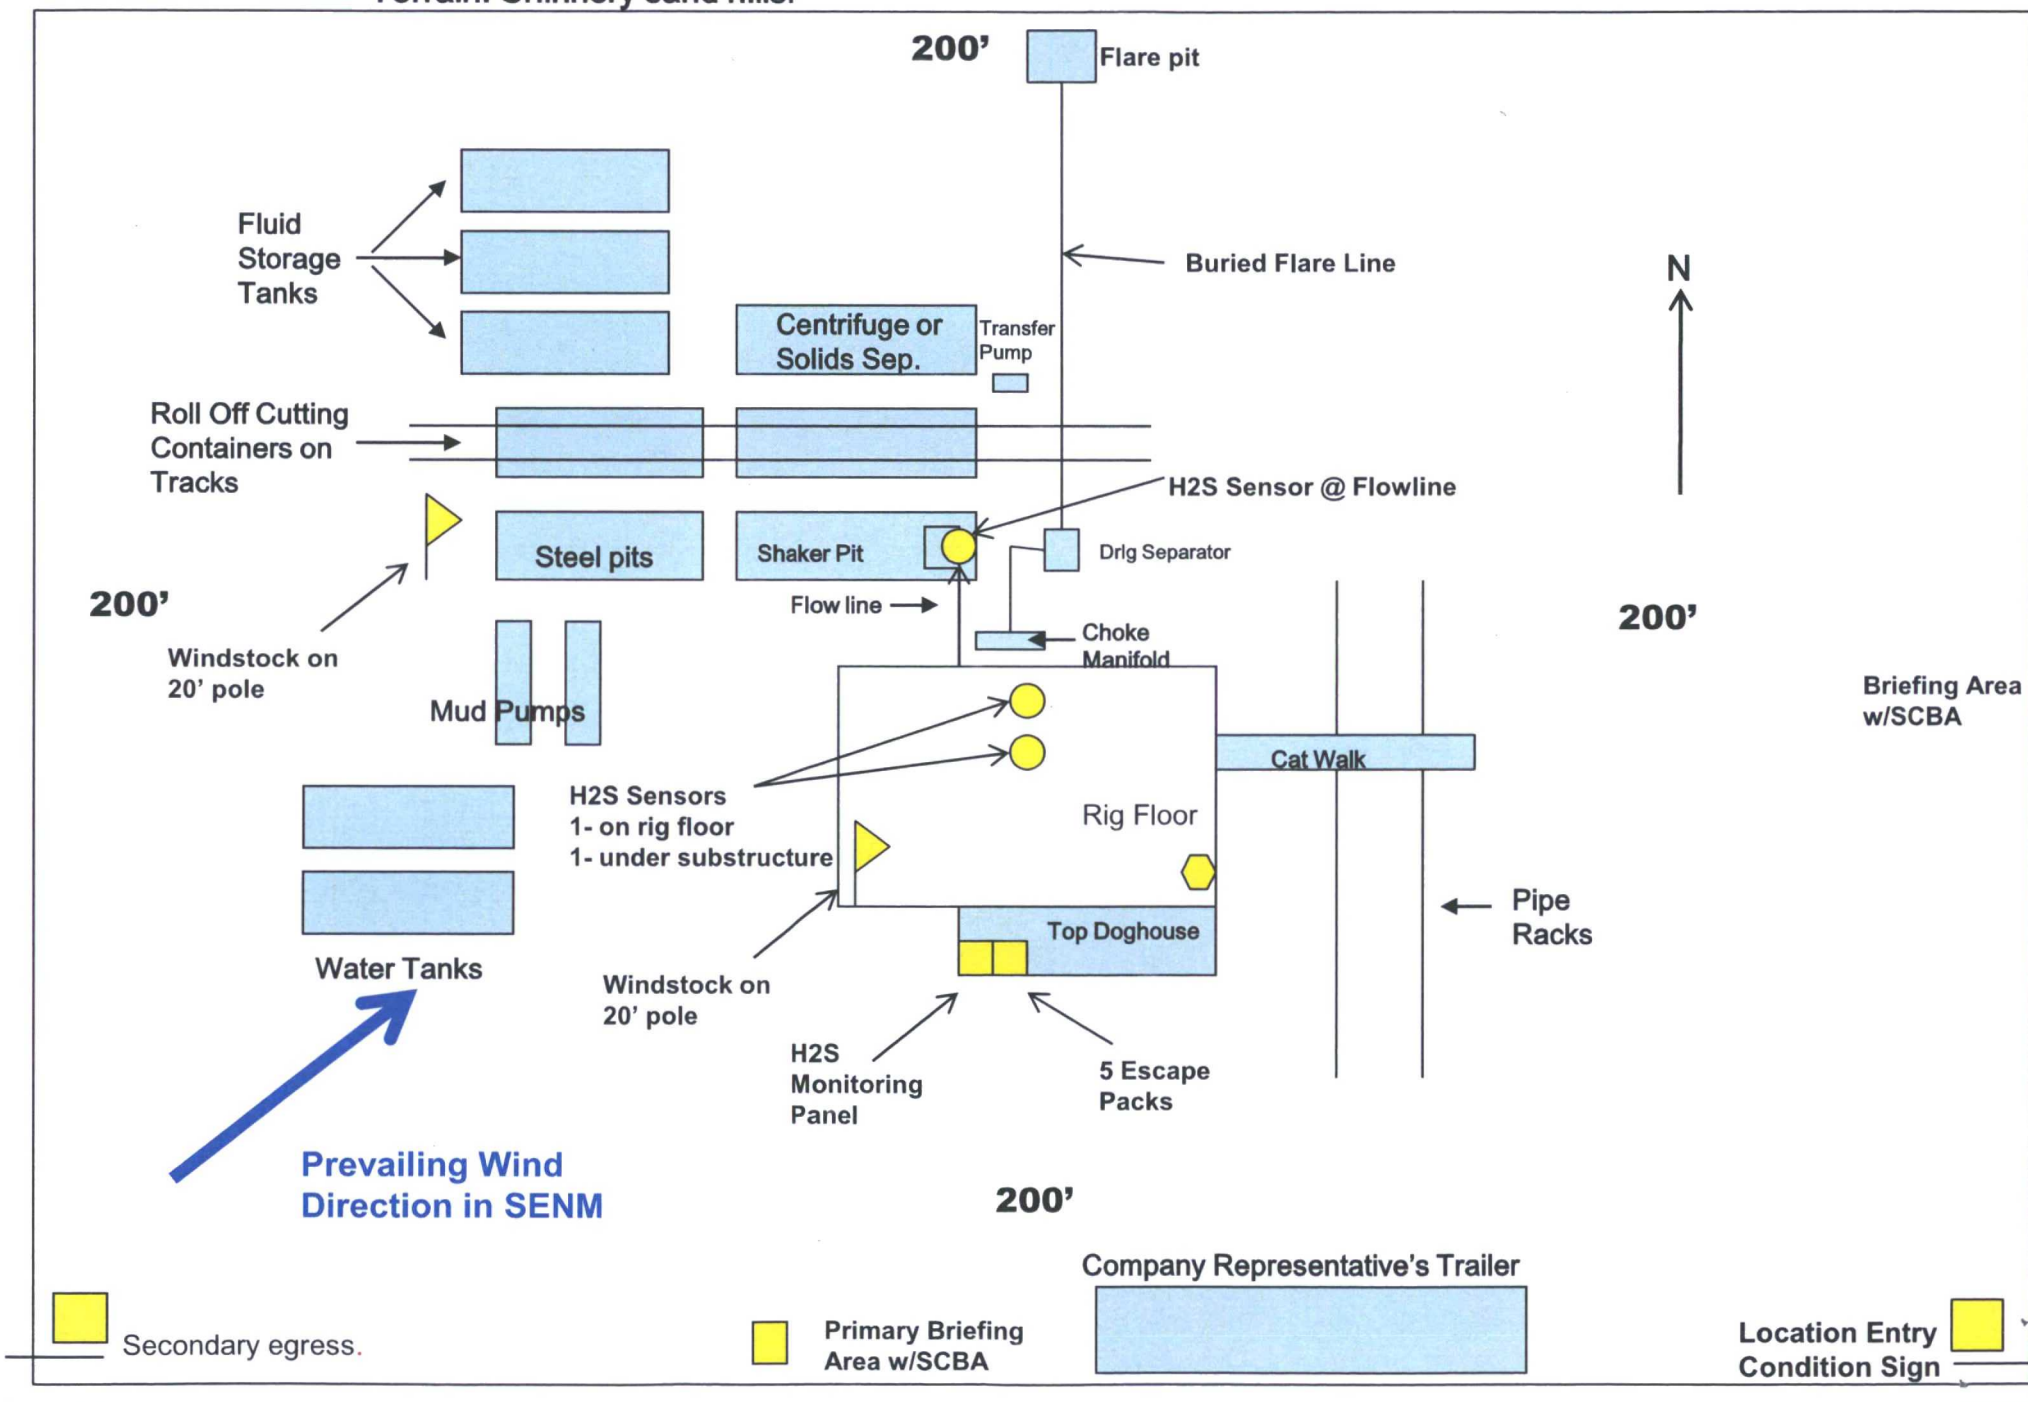 Terrain: Shinnery sand hills.
200’
Flare pit
Fluid
Storage
Tanks
Buried Flare Line
N
Centrifuge or
Solids Sep.
Transfer
Pump
Roll Off Cutting
Containers on
Tracks
H2S Sensor @ Flowline
Steel pits
Shaker Pit
Drlg Separator
200’
Flow line
200’
Choke
Manifold
Windstock on
20’ pole
Briefing Area
w/SCBA
Mud Pumps
Cat Walk
H2S Sensors
1- on rig floor
1- under substructure
Rig Floor
Pipe
Racks
Top Doghouse
Water Tanks
Windstock on
20’ pole
H2S
Monitoring
Panel
5 Escape
Packs
Prevailing Wind
Direction in SENM
200’
Company Representative’s Trailer
Secondary egress.
Primary Briefing
Area w/SCBA
Location Entry
Condition Sign